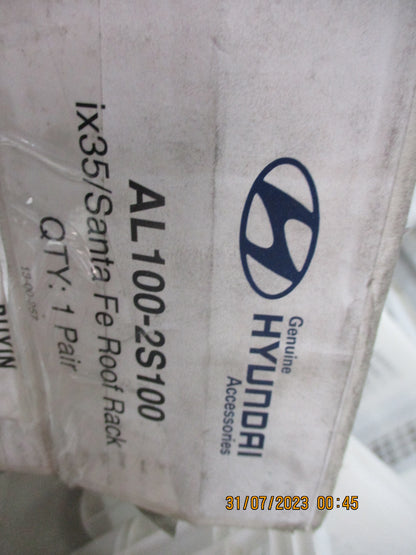 Genuine
HYUNDAI
Accessories
AL100-2S100
ix35/Santa Fe Roof Rack
QTY: 1 Pair
31/07/2023 00:45